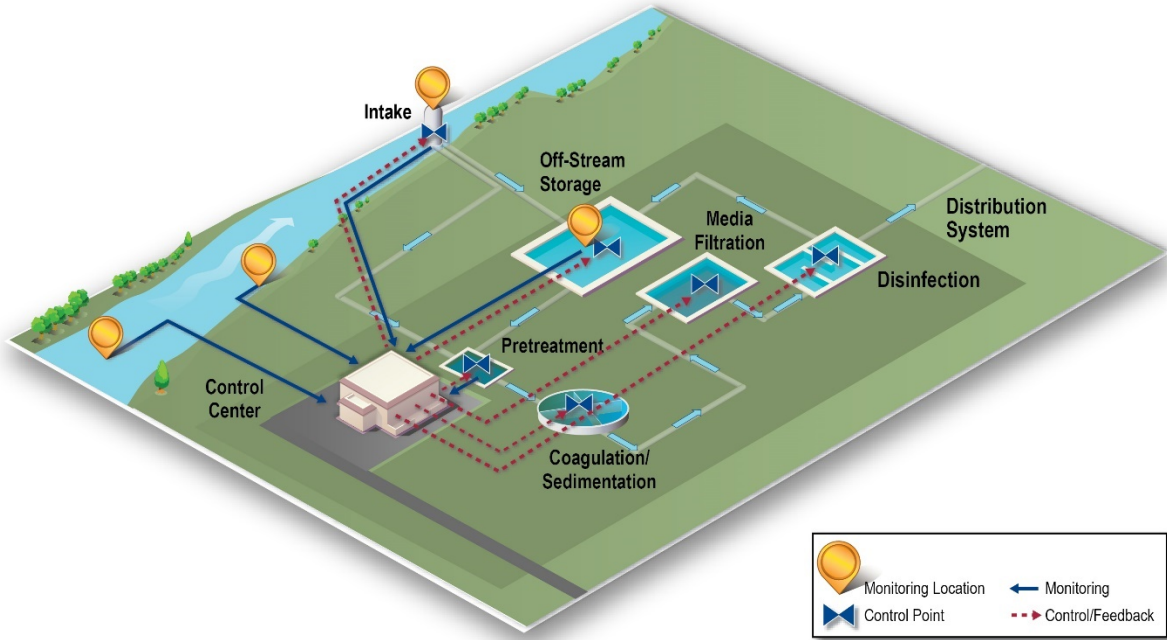 Intake
Off-Stream
Storage
Media
Filtration
Distribution
System
Disinfection
Pretreatment
Control
Center
Coagulation/
Sedimentation
Monitoring Location
Monitoring
Control Point
Control/Feedback